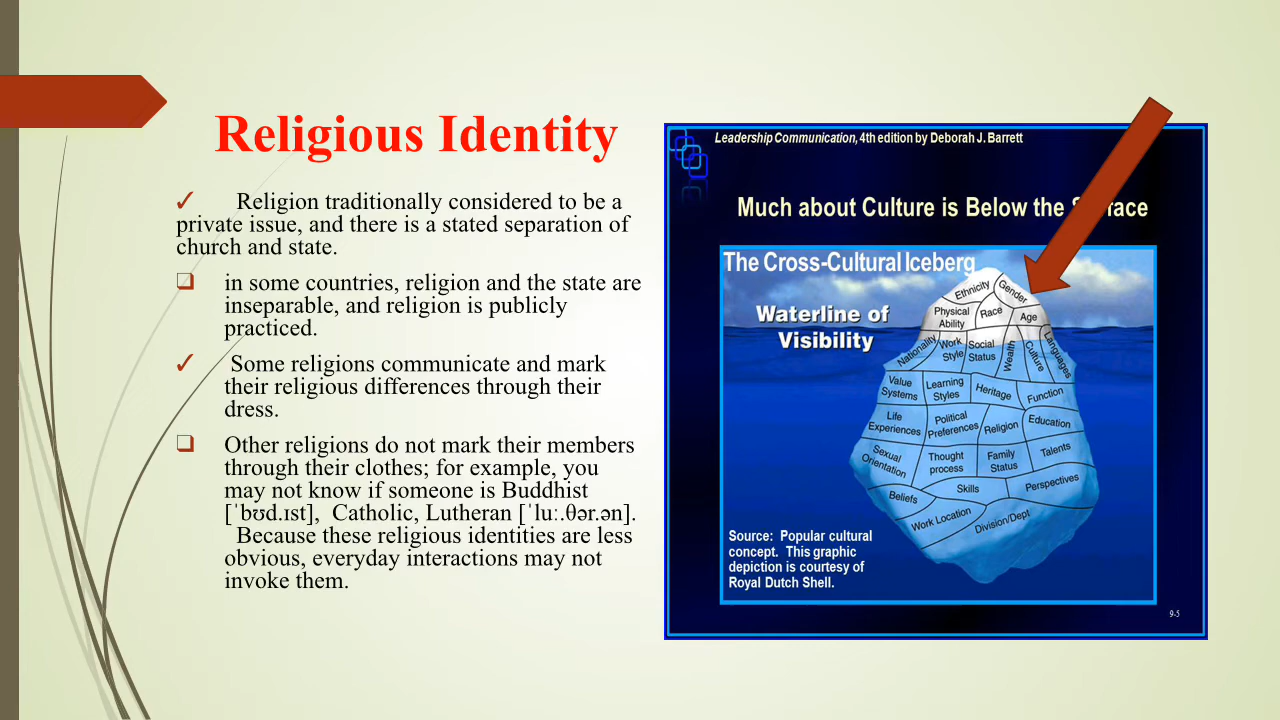 Religious Identity
✓ Religion traditionally considered to be a
private issue, and there is a stated separation of
church and state.
❑ in some countries, religion and the state are
inseparable, and religion is publicly
practiced.
✓ Some religions communicate and mark
their religious differences through their
dress.
❑ Other religions do not mark their members
through their clothes; for example, you
may not know if someone is Buddhist
[ˈbʊd.ɪst], Catholic, Lutheran [ˈluː.θər.ən].
Because these religious identities are less
obvious, everyday interactions may not
invoke them.
Leadership Communication, 4th edition by Deborah J. Barrett
Much about Culture is Below the S rface
The Cross-Cultural Iceberg
Waterline of
Visibility
Ethnicity
Gender
Physical
Ability
Race
Age
Nationality
Work
Style
Social
Status
Wealth
Culture
Languages
Value
Systems
Learning
Styles
Heritage
Function
Life
Experiences
Political
Preferences
Religion
Education
Sexual
Orientation
Thought
process
Family
Status
Talents
Beliefs
Skills
Perspectives
Work Location
Division/Dept
Source: Popular cultural
concept. This graphic
depiction is courtesy of
Royal Dutch Shell.
9-5